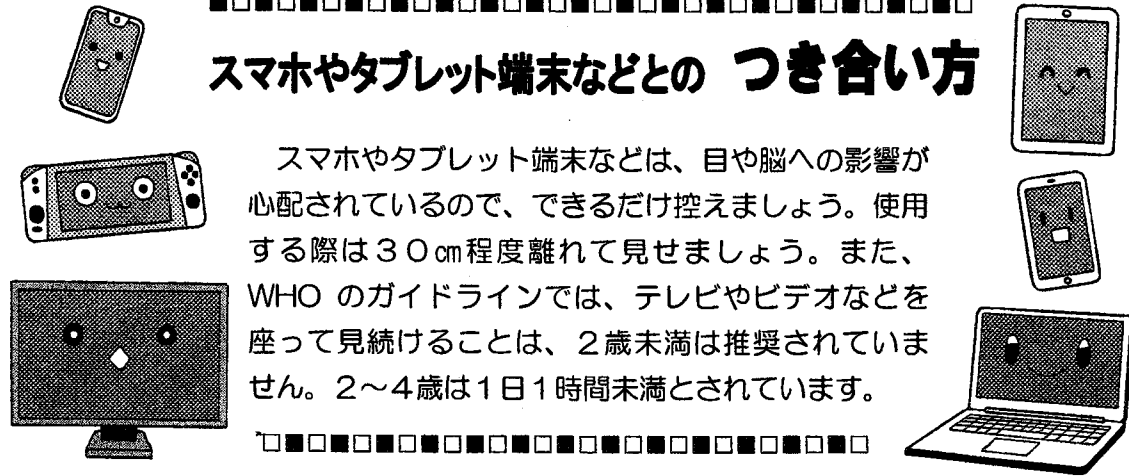 スマホやタブレット端末などとの つき合い方
スマホやタブレット端末などは、目や脳への影響が
心配されているので、できるだけ控えましょう。使用
する際は３０㎝程度離れて見せましょう。また、
WHO のガイドラインでは、テレビやビデオなどを
座って見続けることは、２歳未満は推奨されていま
せん。２～４歳は１日１時間未満とされています。